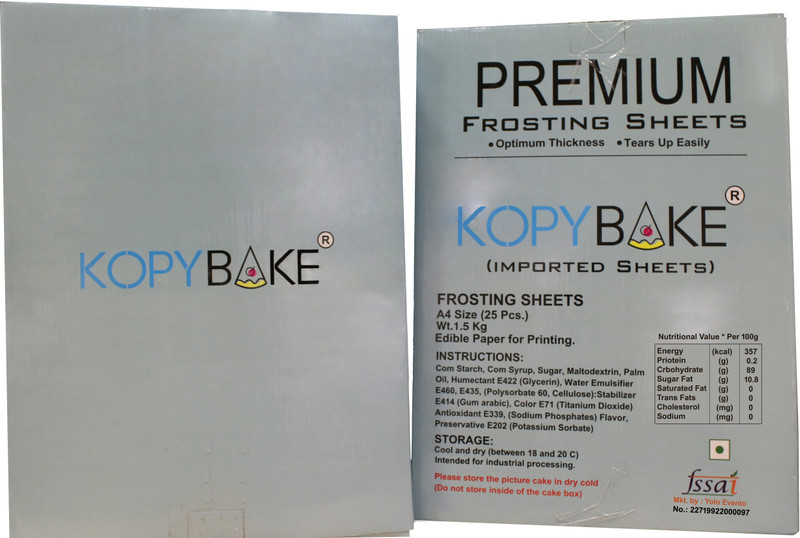 KOPYBAKE®
PREMIUM
FROSTING SHEETS
• Optimum Thickness • Tears Up Easily
KOPYBAKE®
(IMPORTED SHEETS)
FROSTING SHEETS
A4 Size (25 Pcs.)
Wt.1.5 Kg
Edible Paper for Printing.
INSTRUCTIONS:
Corn Starch, Corn Syrup, Sugar, Maltodextrin, Palm
Oil, Humectant E422 (Glycerin), Water Emulsifier
E460, E435, (Polysorbate 60, Cellulose):Stabilizer
E414 (Gum arabic), Color E71 (Titanium Dioxide)
Antioxidant E339, (Sodium Phosphates) Flavor,
Preservative E202 (Potassium Sorbate)
STORAGE:
Cool and dry (between 18 and 20 C)
Intended for industrial processing.
Please store the picture cake in dry cold
(Do not store inside of the cake box)
Nutritional Value * Per 100g
Energy (kcal) 357
Priotein (g) 0.2
Crbohydrate (g) 89
Sugar Fat (g) 10.8
Saturated Fat (g) 0
Trans Fats (g) 0
Cholesterol (mg) 0
Sodium (mg) 0
fssai
Mkt. by : Yolo Evento
No.: 22719922000097